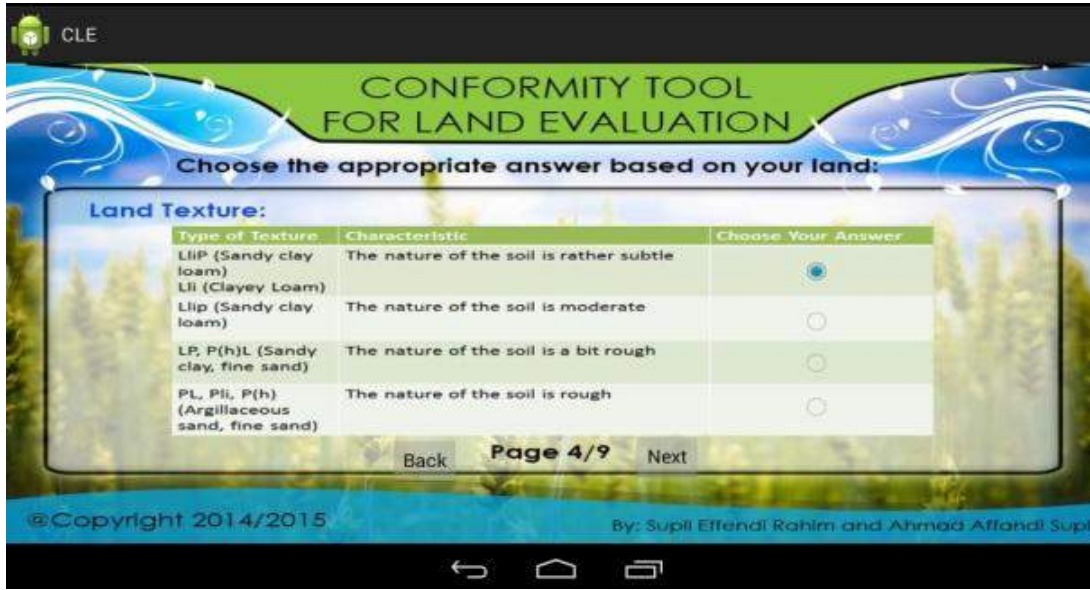 CLE
CONFORMITY TOOL
FOR LAND EVALUATION
Choose the appropriate answer based on your land:
Land Texture:
Type of Texture Characteristic Choose Your Answer
LliP (Sandy clay The nature of the soil is rather subtle
loam)
Lli (Clayey Loam)
Llip (Sandy clay The nature of the soil is moderate
loam)
LP, P(h)L (Sandy The nature of the soil is a bit rough
clay, fine sand)
PL, Pli, P(h) The nature of the soil is rough
(Argillaceous
sand, fine sand)
Back Page 4/9 Next
@Copyright 2014/2015
By: Supli Effendi Rahim and Ahmad Affandi Supl